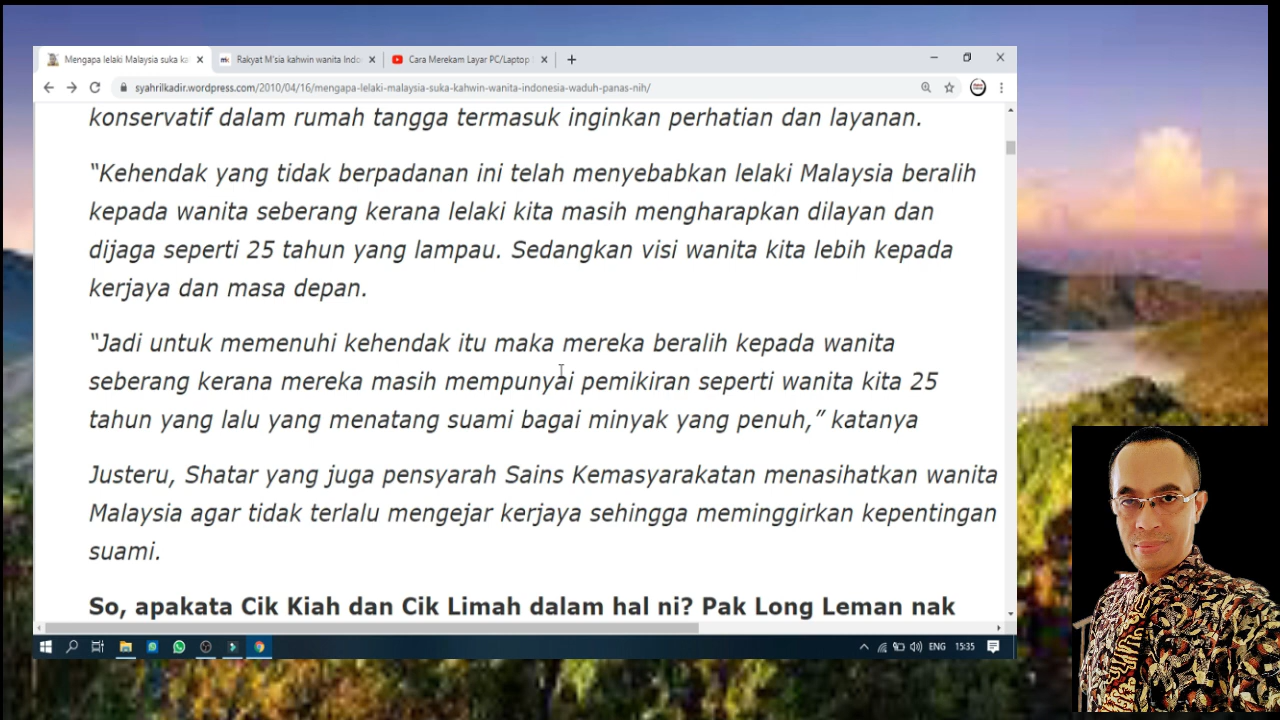 Mengapa lelaki Malaysia suka ka
Rakyat M'sia kahwin wanita Indo
Cara Merekam Layar PC/Laptop
syahrilkadir.wordpress.com/2010/04/16/mengapa-lelaki-malaysia-suka-kahwin-wanita-indonesia-waduh-panas-nih/
konservatif dalam rumah tangga termasuk inginkan perhatian dan layanan.
“Kehendak yang tidak berpadanan ini telah menyebabkan lelaki Malaysia beralih
kepada wanita seberang kerana lelaki kita masih mengharapkan dilayan dan
dijaga seperti 25 tahun yang lampau. Sedangkan visi wanita kita lebih kepada
kerjaya dan masa depan.
“Jadi untuk memenuhi kehendak itu maka mereka beralih kepada wanita
seberang kerana mereka masih mempunyai pemikiran seperti wanita kita 25
tahun yang lalu yang menatang suami bagai minyak yang penuh,” katanya
Justeru, Shatar yang juga pensyarah Sains Kemasyarakatan menasihatkan wanita
Malaysia agar tidak terlalu mengejar kerjaya sehingga meminggirkan kepentingan
suami.
So, apakata Cik Kiah dan Cik Limah dalam hal ni? Pak Long Leman nak
ENG 15:35